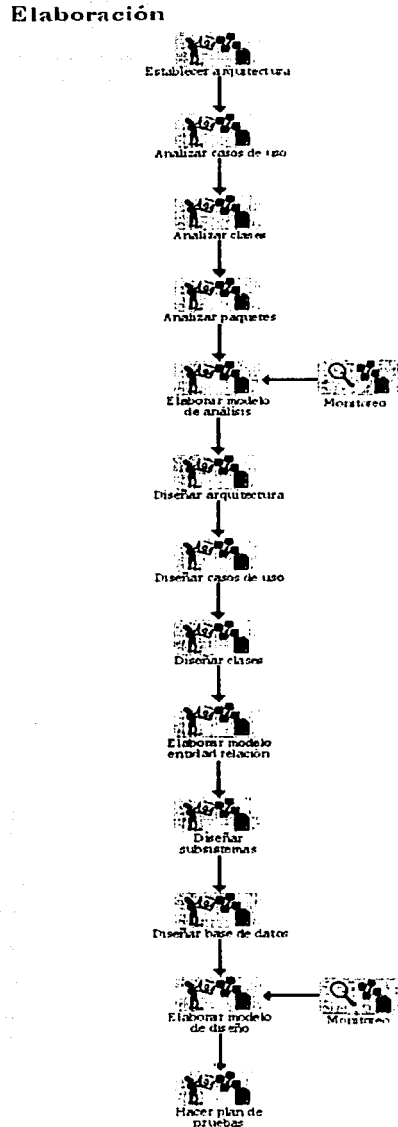 Elaboración
Establecer arquitectura
Analizar casos de uso
Analizar clases
Analizar paquetes
Elaborar modelo
de análisis
Monitoreo
Diseñar arquitectura
Diseñar casos de uso
Diseñar clases
Elaborar modelo
entidad relación
Diseñar
subsistemas
Diseñar base de datos
Elaborar modelo
de diseño
Monitoreo
Hacer plan de
pruebas